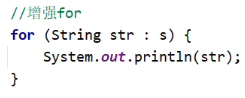 //增强for
for (String str : s) {
    System.out.println(str);
}